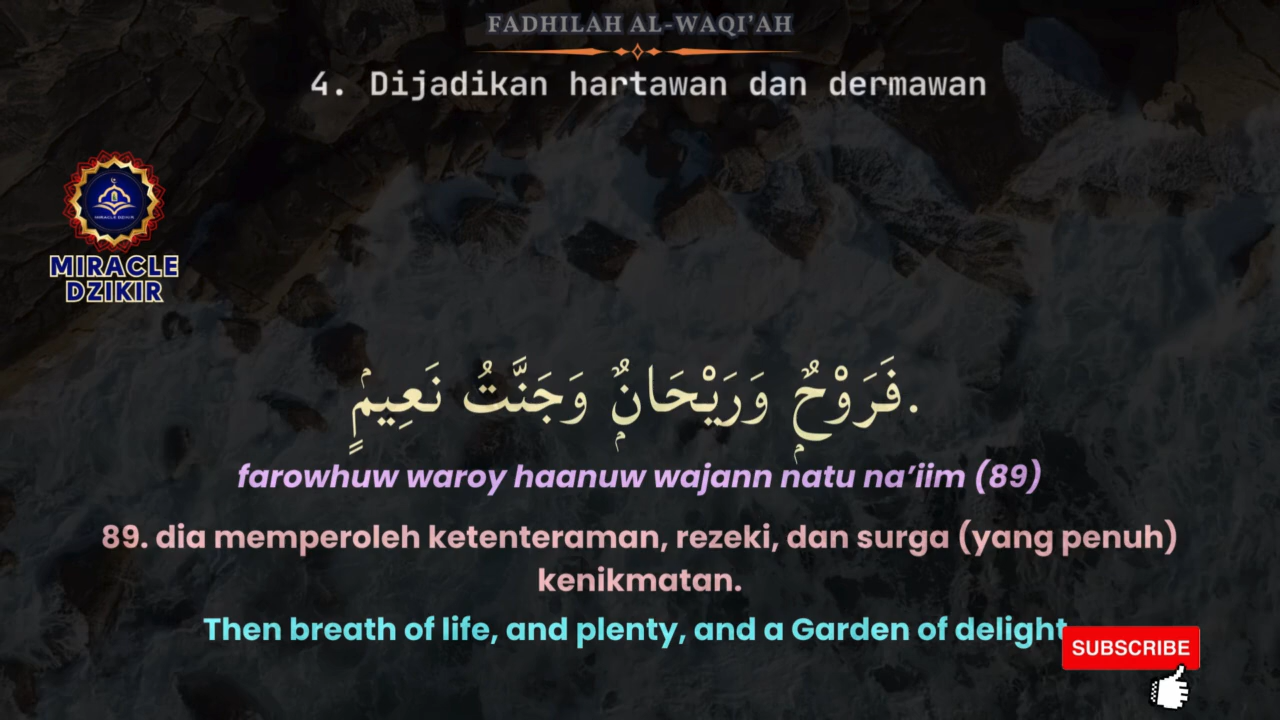 FADHILAH AL-WAQI'AH
4. Dijadikan hartawan dan dermawan
MIRACLE
DZIKIR
فَرَوْحٌ وَرَيْحَانٌ وَجَنَّتُ نَعِيمٍ.
farowhuw waroy haanuw wajann natu na’iim (89)
89. dia memperoleh ketenteraman, rezeki, dan surga (yang penuh)
kenikmatan.
Then breath of life, and plenty, and a Garden of delight
SUBSCRIBE